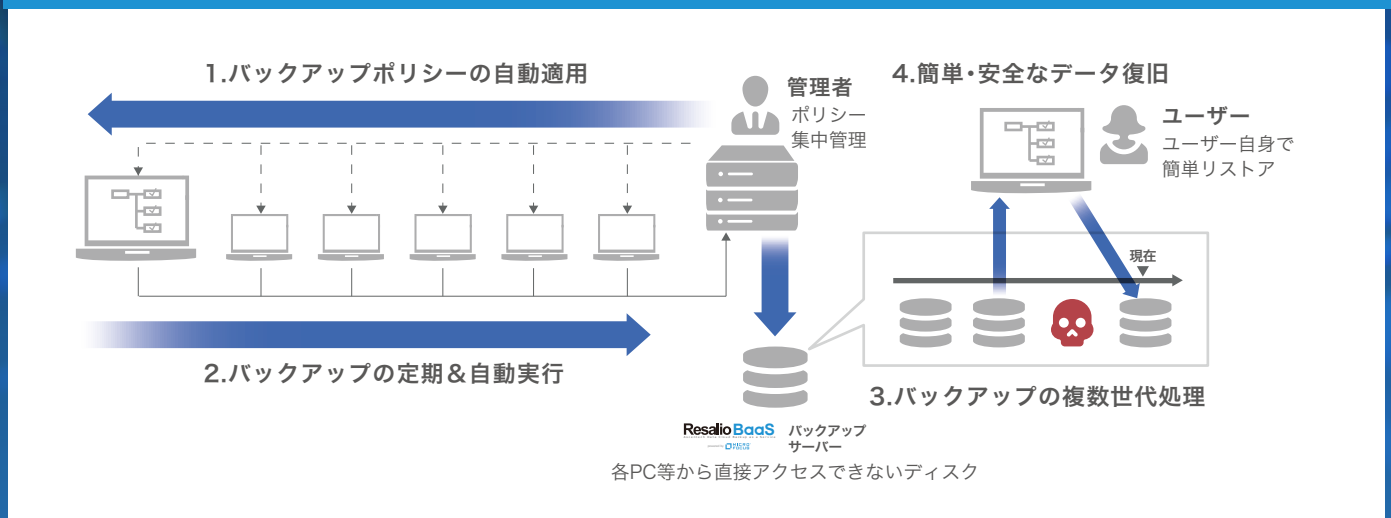 1.バックアップポリシーの自動適用
管理者
ポリシー
集中管理
4.簡単・安全なデータ復旧
ユーザー
ユーザー自身で
簡単リストア
現在
2.バックアップの定期&自動実行
3.バックアップの複数世代処理
Resalio BaaS
MICRO
FOCUS
バックアップ
サーバー
各PC等から直接アクセスできないディスク